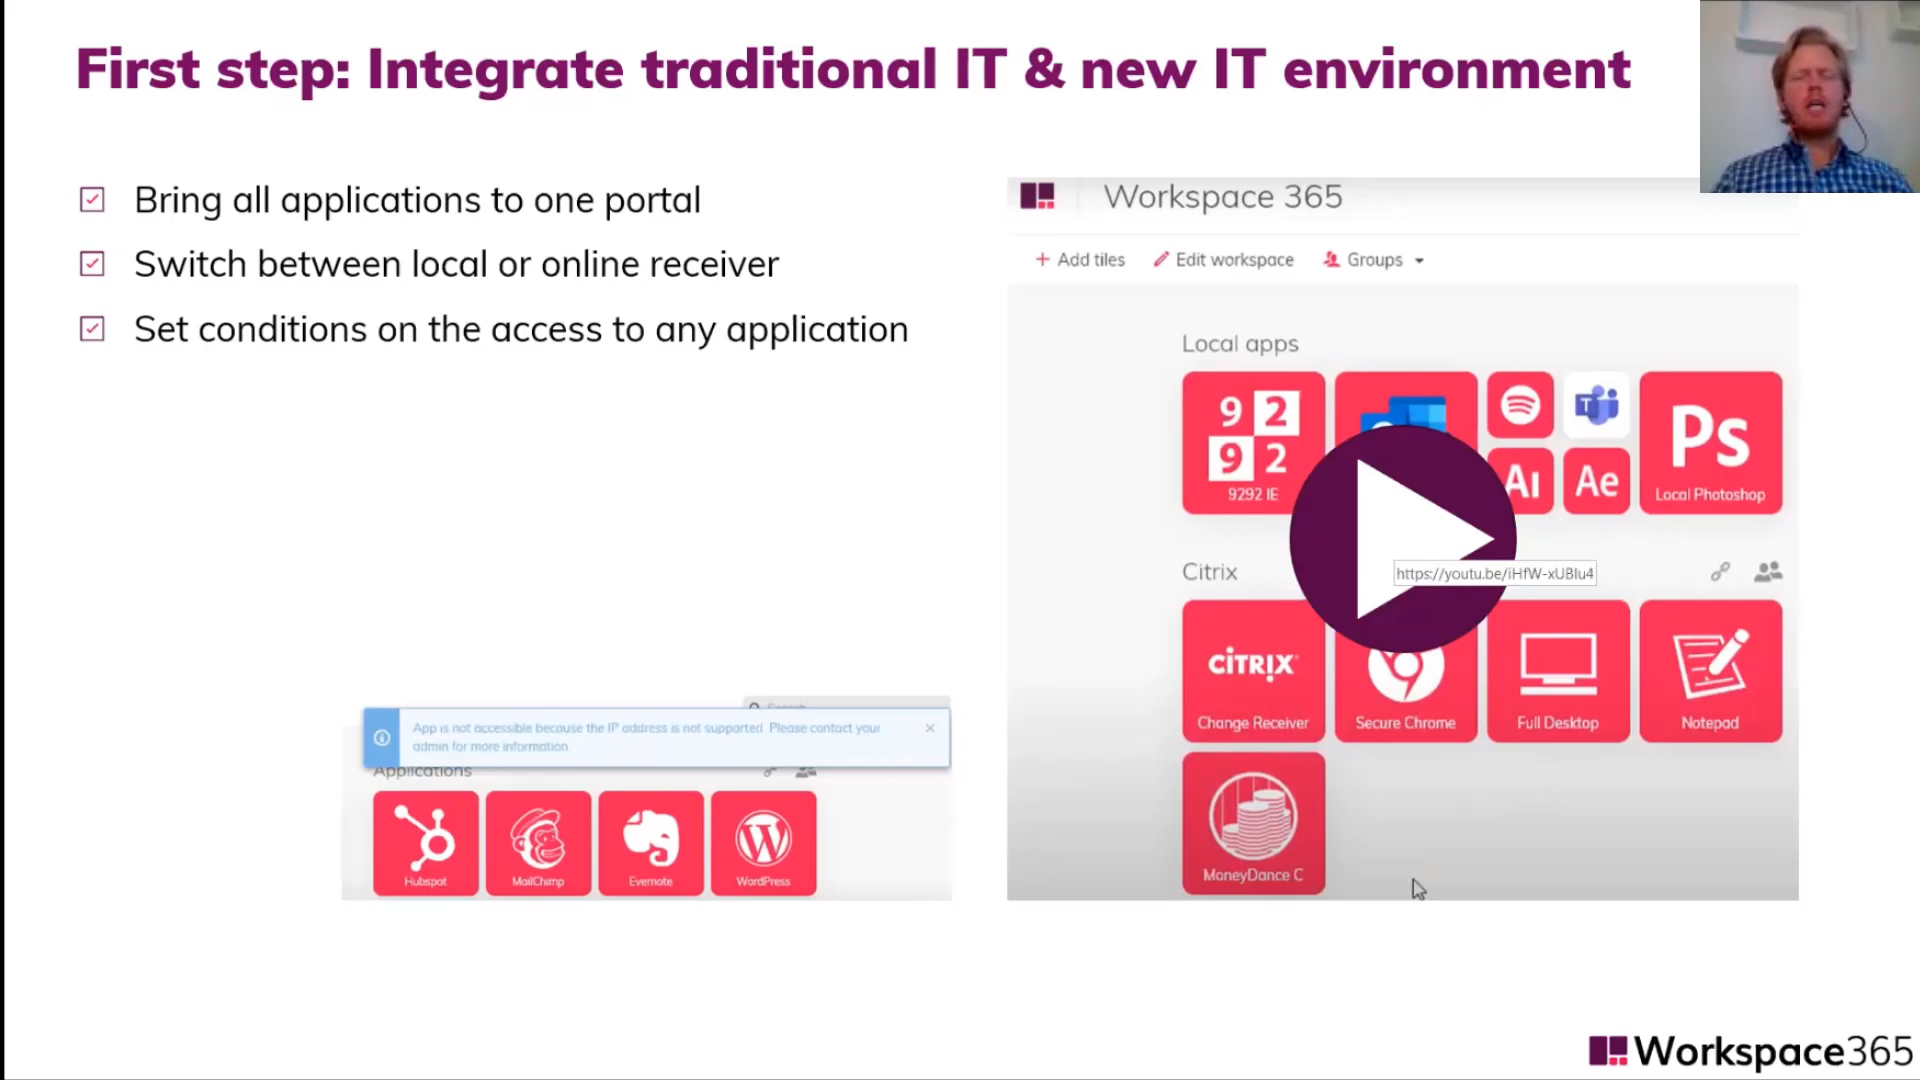 First step: Integrate traditional IT & new IT environment
Bring all applications to one portal
Switch between local or online receiver
Set conditions on the access to any application
Workspace 365
+ Add tiles Edit workspace Groups
Local apps
9 2
9 2
9292 IE
T
Ai
Ae
Ps
Local Photoshop
https://youtu.be/iHfW-xUBlu4
Citrix
CİTRIX
Change Receiver
Secure Chrome
Full Desktop
Notepad
MoneyDance C
Search
App is not accessible because the IP address is not supported. Please contact your
admin for more information.
Applications
Hubspot
MailChimp
Evernote
WordPress
Workspace365